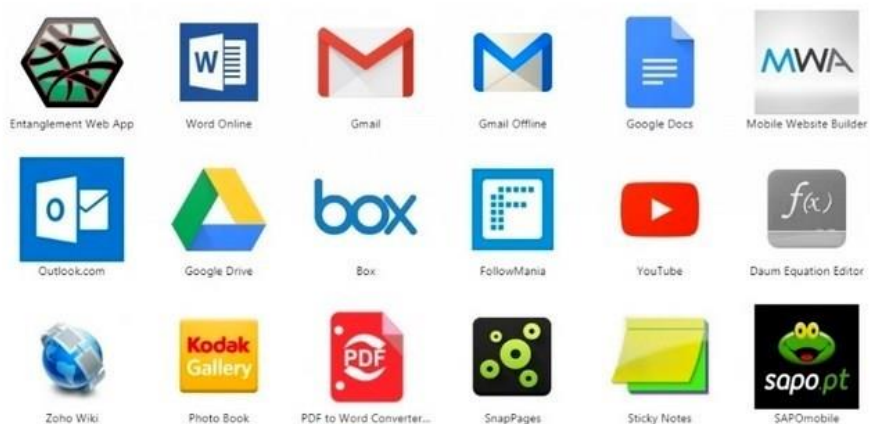 W
MWA
Entanglement Web App
Word Online
Gmail
Gmail Offline
Google Docs
Mobile Website Builder
O
box
F
f(x)
Outlook.com
Google Drive
Box
FollowMania
YouTube
Daum Equation Editor
Kodak
Gallery
PDF
sapo.pt
Zoho Wiki
Photo Book
PDF to Word Converter...
SnapPages
Sticky Notes
SAPOmobile